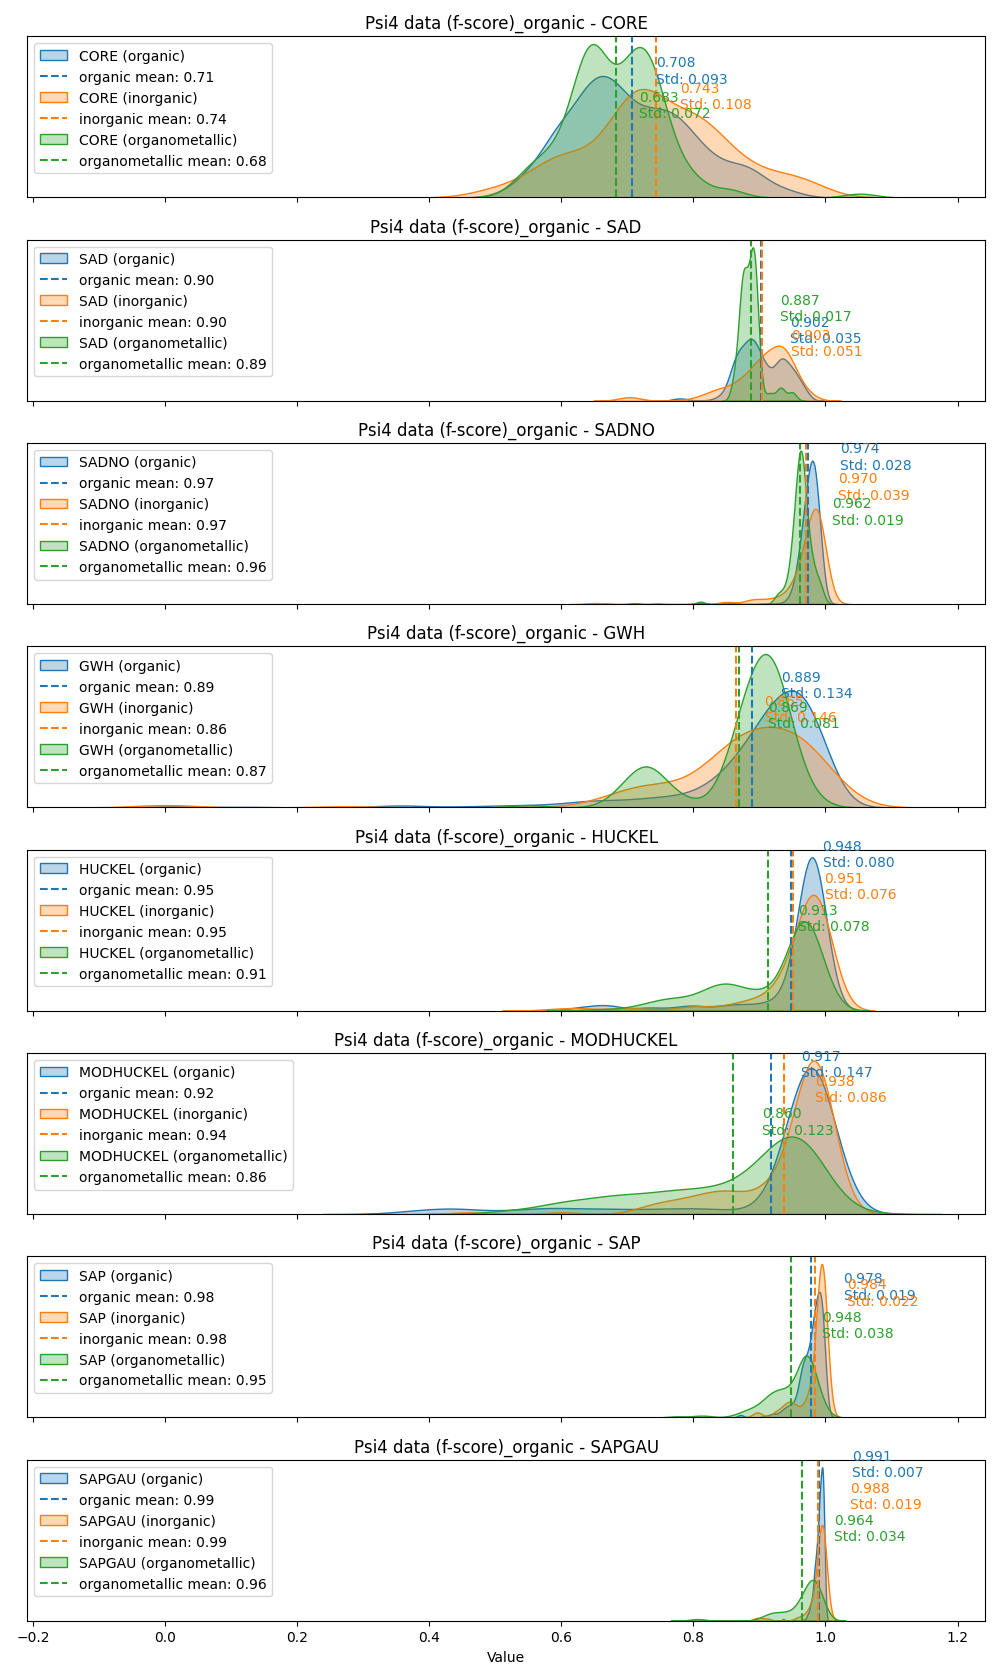 Psi4 data (f-score)_organic - CORE
CORE (organic)
organic mean: 0.71
CORE (inorganic)
inorganic mean: 0.74
CORE (organometallic)
organometallic mean: 0.68
0.708
Std: 0.093
0.743
Std: 0.108
0.683
Std: 0.072
Psi4 data (f-score)_organic - SAD
SAD (organic)
organic mean: 0.90
SAD (inorganic)
inorganic mean: 0.90
SAD (organometallic)
organometallic mean: 0.89
0.887
Std: 0.017
0.902
Std: 0.035
0.903
Std: 0.051
Psi4 data (f-score)_organic - SADNO
SADNO (organic)
organic mean: 0.97
SADNO (inorganic)
inorganic mean: 0.97
SADNO (organometallic)
organometallic mean: 0.96
0.974
Std: 0.028
0.970
Std: 0.039
0.962
Std: 0.019
Psi4 data (f-score)_organic - GWH
GWH (organic)
organic mean: 0.89
GWH (inorganic)
inorganic mean: 0.86
GWH (organometallic)
organometallic mean: 0.87
0.889
Std: 0.134
Std: 0.146
0.869
Std: 0.081
Psi4 data (f-score)_organic - HUCKEL
HUCKEL (organic)
organic mean: 0.95
HUCKEL (inorganic)
inorganic mean: 0.95
HUCKEL (organometallic)
organometallic mean: 0.91
0.948
Std: 0.080
0.951
Std: 0.076
0.913
Std: 0.078
Psi4 data (f-score)_organic - MODHUCKEL
MODHUCKEL (organic)
organic mean: 0.92
MODHUCKEL (inorganic)
inorganic mean: 0.94
MODHUCKEL (organometallic)
organometallic mean: 0.86
0.917
Std: 0.147
0.938
Std: 0.086
0.860
Std: 0.123
Psi4 data (f-score)_organic - SAP
SAP (organic)
organic mean: 0.98
SAP (inorganic)
inorganic mean: 0.98
SAP (organometallic)
organometallic mean: 0.95
0.978
Std: 0.019
0.984
Std: 0.022
0.948
Std: 0.038
Psi4 data (f-score)_organic - SAPGAU
SAPGAU (organic)
organic mean: 0.99
SAPGAU (inorganic)
inorganic mean: 0.99
SAPGAU (organometallic)
organometallic mean: 0.96
0.991
Std: 0.007
0.988
Std: 0.019
0.964
Std: 0.034
−0.2 0.0 0.2 0.4 0.6 0.8 1.0 1.2
Value